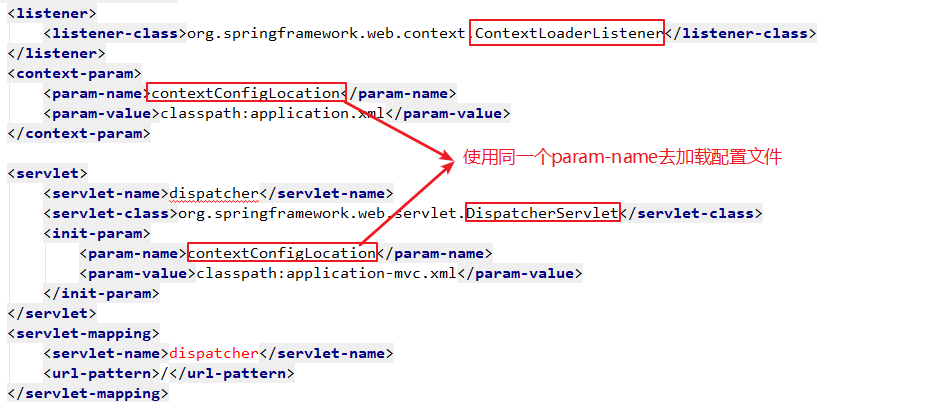 <listener>
<listener-class>org.springframework.web.context.ContextLoaderListener</listener-class>
</listener>
<context-param>
<param-name>contextConfigLocation</param-name>
<param-value>classpath:application.xml</param-value>
</context-param>
使用同一个param-name去加载配置文件
<servlet>
<servlet-name>dispatcher</servlet-name>
<servlet-class>org.springframework.web.servlet.DispatcherServlet</servlet-class>
<init-param>
<param-name>contextConfigLocation</param-name>
<param-value>classpath:application-mvc.xml</param-value>
</init-param>
</servlet>
<servlet-mapping>
<servlet-name>dispatcher</servlet-name>
<url-pattern>/</url-pattern>
</servlet-mapping>